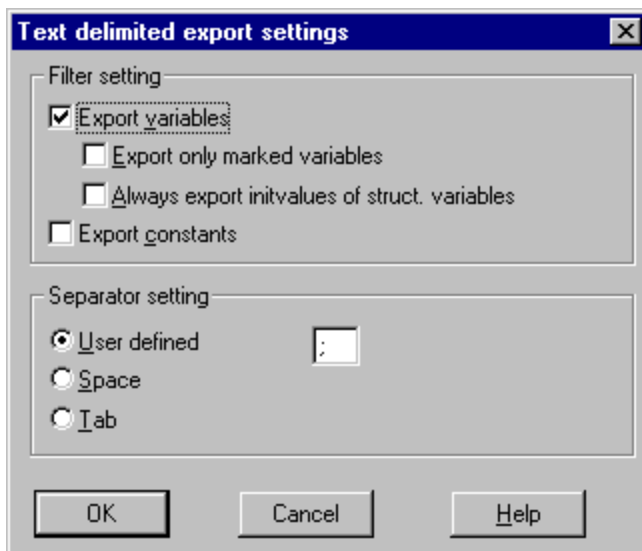 Text delimited export settings
Filter setting
Export variables
Export only marked variables
Always export initvalues of struct. variables
Export constants
Separator setting
User defined ;
Space
Tab
OK Cancel Help